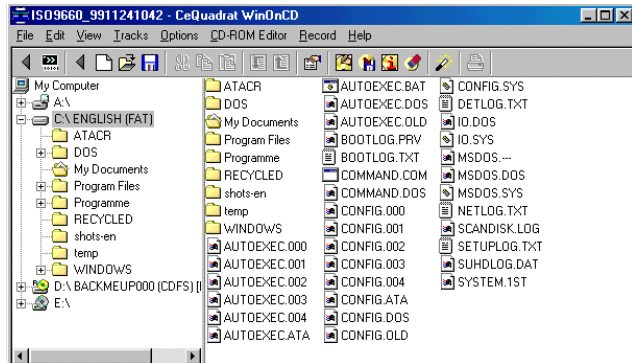 ISO9660_9911241042 - CeQuadrat WinOnCD
File Edit View Tracks Options CD-ROM Editor Record Help
My Computer
A:\
C:\ ENGLISH (FAT)
ATACR
DOS
My Documents
Program Files
Programme
RECYCLED
shots-en
temp
WINDOWS
D:\ BACKMEUP000 (CDFS) (
E:\
ATACR
DOS
My Documents
Program Files
Programme
RECYCLED
shots-en
temp
WINDOWS
AUTOEXEC.000
AUTOEXEC.001
AUTOEXEC.002
AUTOEXEC.003
AUTOEXEC.004
AUTOEXEC.ATA
AUTOEXEC.BAT
AUTOEXEC.DOS
AUTOEXEC.OLD
BOOTLOG.PRV
BOOTLOG.TXT
COMMAND.COM
COMMAND.DOS
CONFIG.000
CONFIG.001
CONFIG.002
CONFIG.003
CONFIG.004
CONFIG.ATA
CONFIG.DOS
CONFIG.OLD
CONFIG.SYS
DETLOG.TXT
IO.DOS
IO.SYS
MSDOS.---
MSDOS.DOS
MSDOS.SYS
NETLOG.TXT
SCANDISK.LOG
SETUPLOG.TXT
SUHDLOG.DAT
SYSTEM.1ST